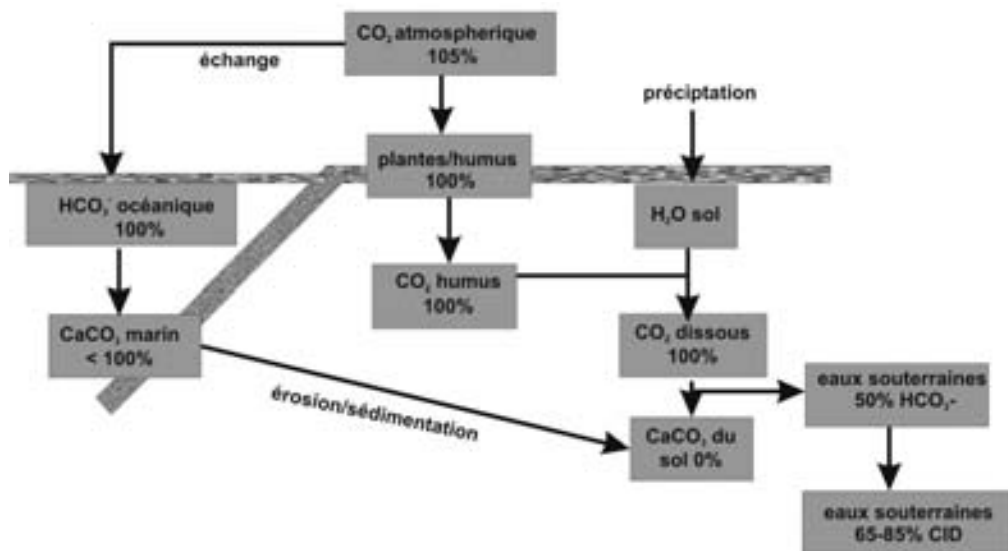 CO₂ atmospherique
105%
échange
préciptation
plantes/humus
100%
HCO₃⁻ océanique
100%
H₂O sol
CO₂ humus
100%
CaCO₃ marin
< 100%
CO₂ dissous
100%
érosion/sédimentation
eaux souterraines
50% HCO₃-
CaCO₃ du
sol 0%
eaux souterraines
65-85% CID